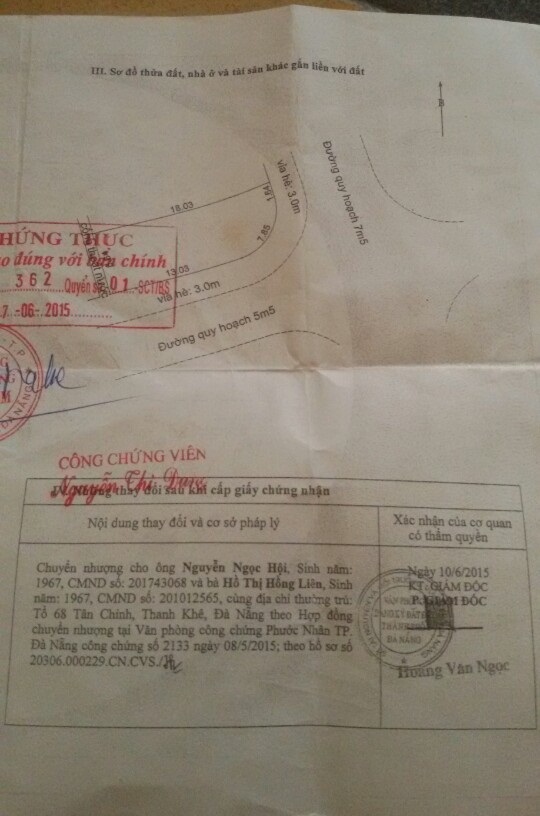 III. Sơ đồ thửa đất, nhà ở và tài sản khác gắn liền với đất
B
18.03
vỉa hè: 3.0m
Đường quy hoạch 7m5
7.85
13.03
vỉa hè: 3.0m
Đường quy hoạch 5m5
HỨNG THỰC
ao đúng với bản chính
362 Quyển số 01 -SCT/BS
7 -06- 2015
CÔNG CHỨNG VIÊN
Nguyễn Thị
IV. Những thay đổi sau khi cấp giấy chứng nhận
Nội dung thay đổi và cơ sở pháp lý
Xác nhận của cơ quan
có thẩm quyền
Chuyển nhượng cho ông Nguyễn Ngọc Hội, Sinh năm:
1967, CMND số: 201743068 và bà Hồ Thị Hồng Liên, Sinh
năm: 1967, CMND số: 201012565, cùng địa chỉ thường trú:
Tổ 68 Tân Chính, Thanh Khê, Đà Nẵng theo Hợp đồng
chuyển nhượng tại Văn phòng công chứng Phước Nhân TP.
Đà Nẵng công chứng số 2133 ngày 08/5/2015; theo hồ sơ số
20306.000229.CN.CVS./
Ngày 10/6/2015
KT. GIÁM ĐỐC
P. GIÁM ĐỐC
Hoàng Văn Ngọc